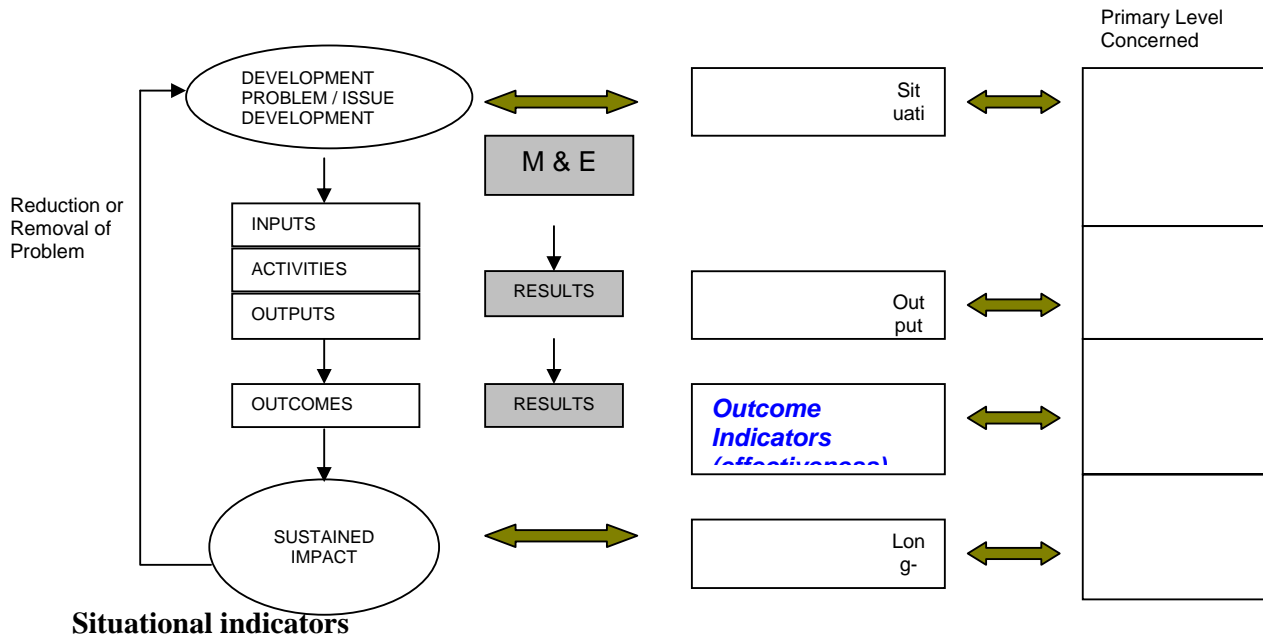 Primary Level
Concerned
DEVELOPMENT
PROBLEM / ISSUE
DEVELOPMENT
Sit
uati
M & E
Reduction or
Removal of
Problem
INPUTS
ACTIVITIES
OUTPUTS
RESULTS
Out
put
OUTCOMES
RESULTS
Outcome
Indicators
(effectiveness)
SUSTAINED
IMPACT
Lon
g-
Situational indicators